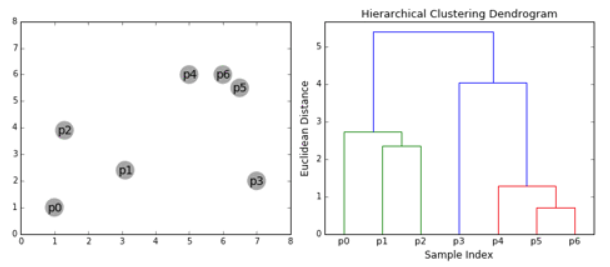 8
7
6
5
4
3
2
1
0
p4
p6
p5
p2
p1
p3
p0
0 1 2 3 4 5 6 7 8
Hierarchical Clustering Dendrogram
Euclidean Distance
5
4
3
2
1
0
p0 p1 p2 p3 p4 p5 p6
Sample Index